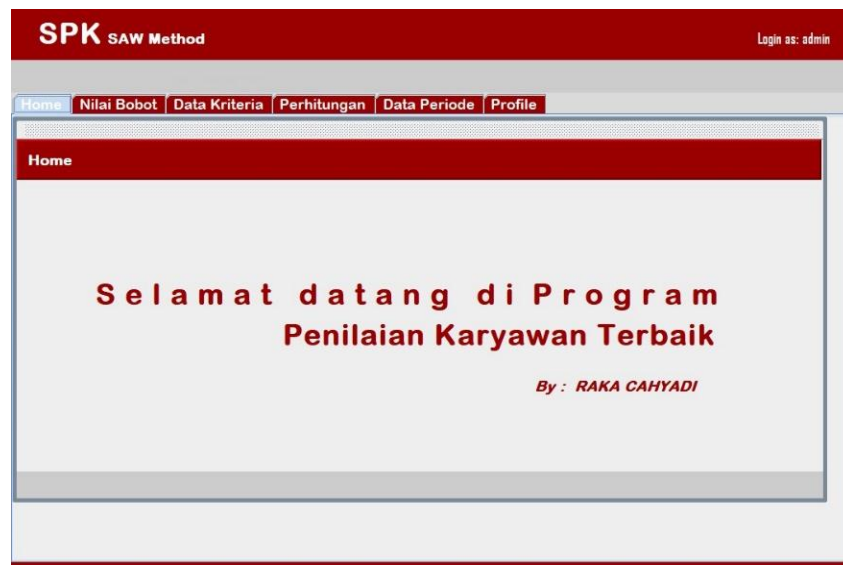 SPK SAW Method
Login as: admin
Home Nilai Bobot Data Kriteria Perhitungan Data Periode Profile
Home
Selamat datang di Program
Penilaian Karyawan Terbaik
By : RAKA CAHYADI